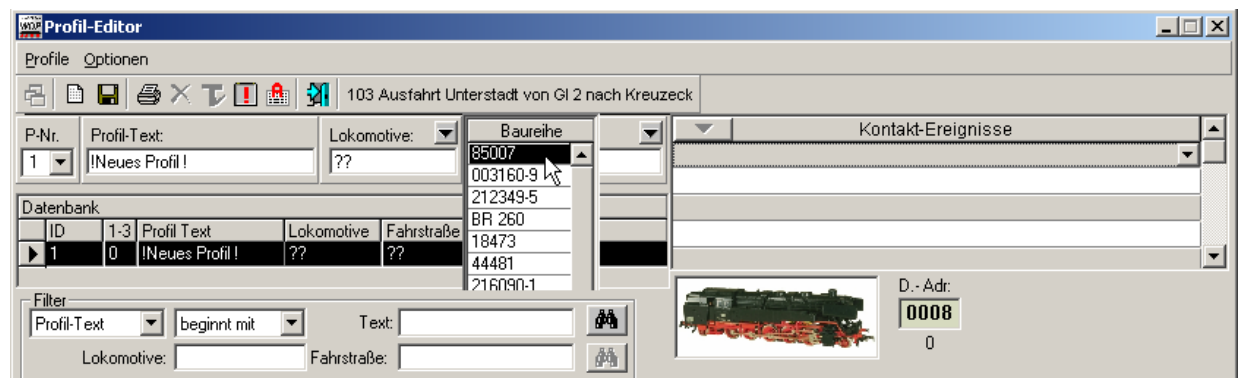 Profil-Editor
Profile Optionen
103 Ausfahrt Unterstadt von Gl 2 nach Kreuzeck
P-Nr. Profil-Text: Lokomotive: Baureihe Kontakt-Ereignisse
1 !Neues Profil ! ?? 85007
003160-9
212349-5
BR 260
18473
44481
216090-1
Datenbank
ID 1-3 Profil Text Lokomotive Fahrstraße
1 0 !Neues Profil ! ?? ??
Filter
Profil-Text beginnt mit Text:
Lokomotive: Fahrstraße:
D.- Adr:
0008
0